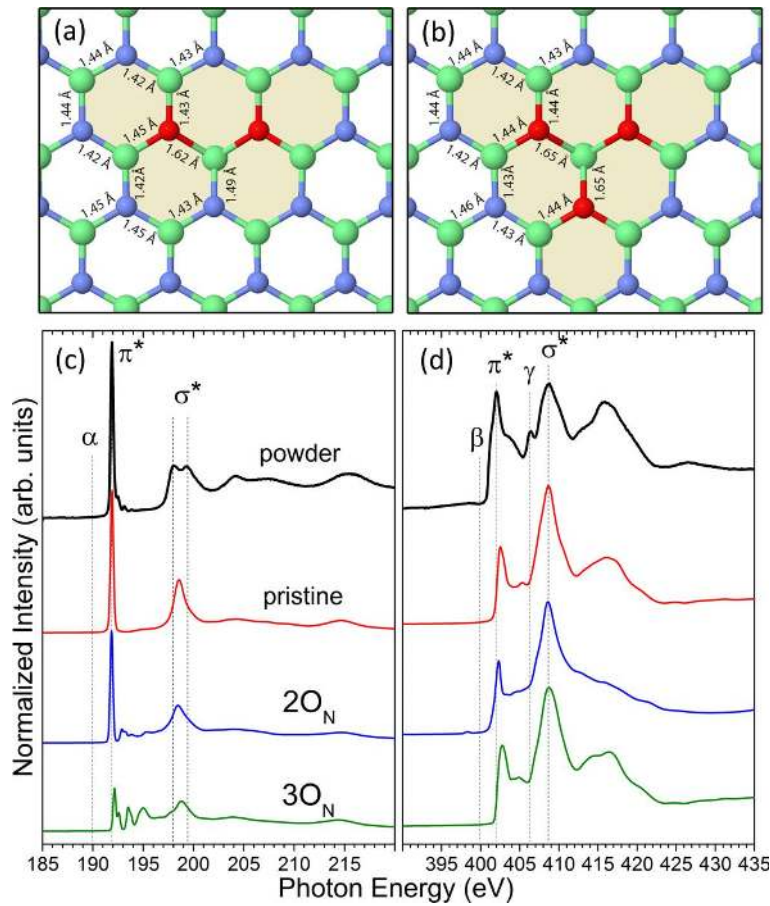 (a)
1.44 Å
1.43 Å
1.42 Å
1.44 Å
1.43 Å
1.45 Å
1.42 Å
1.62 Å
1.42Å
1.49 Å
1.45 Å
1.43 Å
1.45 Å
(b)
1.44 Å
1.43 Å
1.42 Å
1.44 Å
1.44 Å
1.44 Å
1.42 Å
1.65 Å
1.43Å
1.65 Å
1.46 Å
1.44 Å
1.43 Å
Normalized Intensity (arb. units)
(c)
π*
σ*
α
powder
pristine
2O_N
3O_N
185 190 195 200 205 210 215
(d)
π*
γ
σ*
β
395 400 405 410 415 420 425 430 435
Photon Energy (eV)